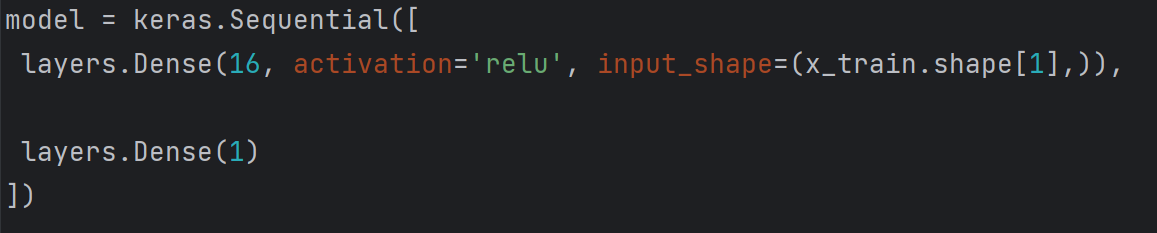 model = keras.Sequential([
 layers.Dense(16, activation='relu', input_shape=(x_train.shape[1],)),
 layers.Dense(1)
])